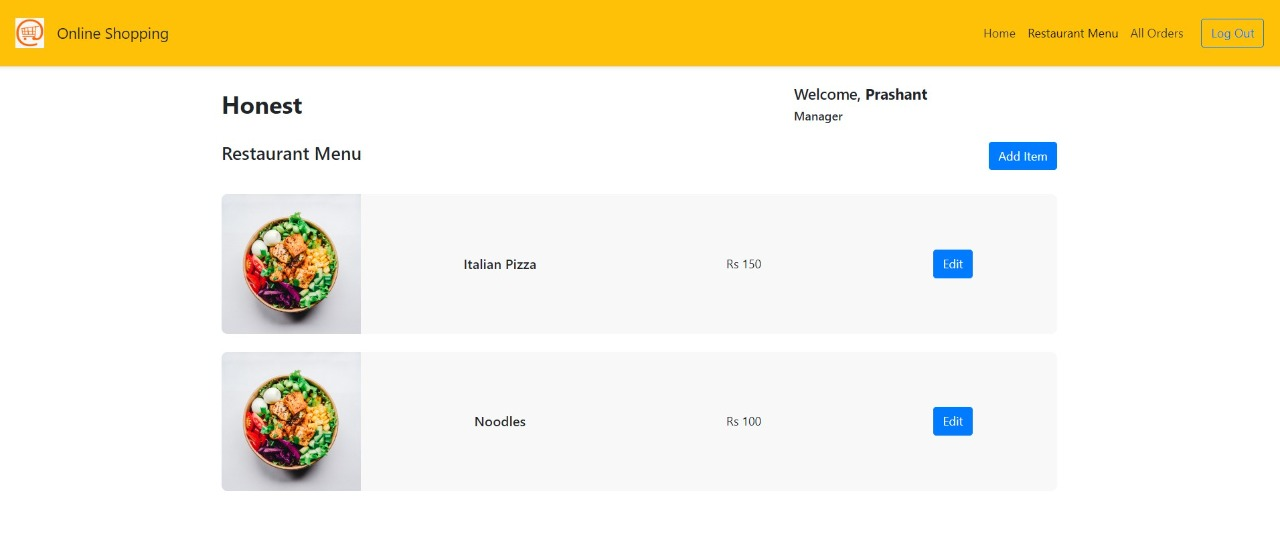 Online Shopping
Home
Restaurant Menu
All Orders
Log Out
Honest
Welcome, Prashant
Manager
Restaurant Menu
Add Item
Italian Pizza
Rs 150
Edit
Noodles
Rs 100
Edit